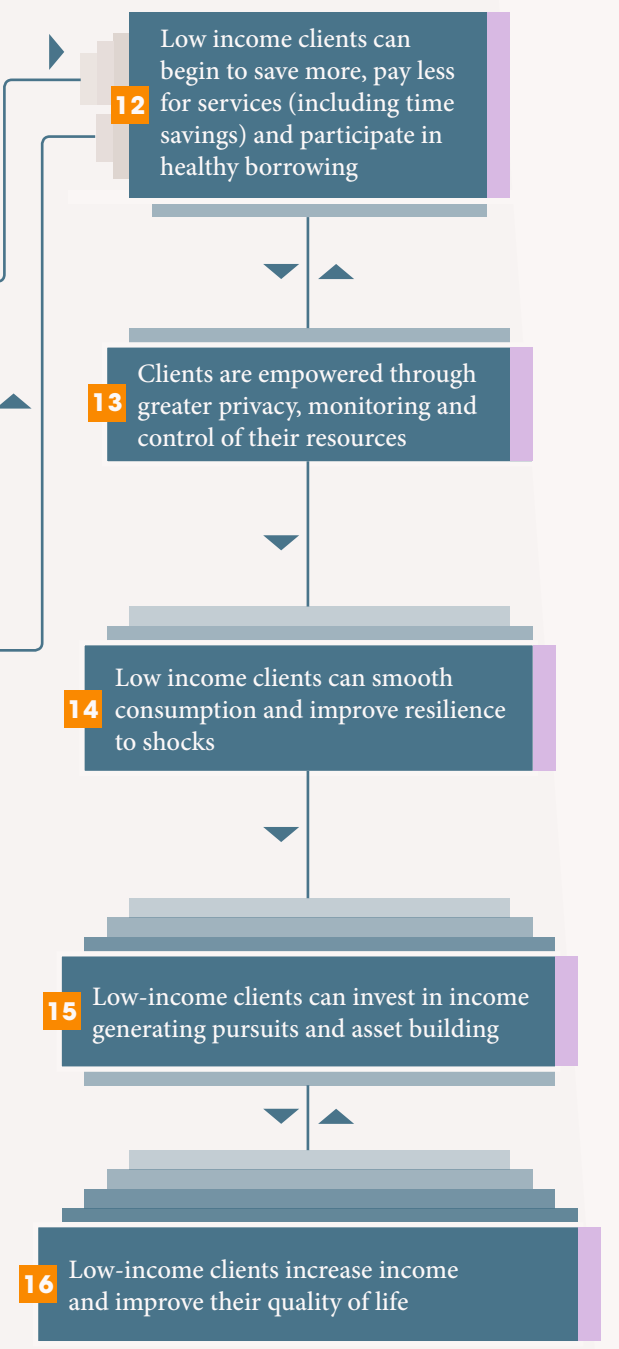 Low income clients can
begin to save more, pay less
12
for services (including time
savings) and participate in
healthy borrowing
Clients are empowered through
13
greater privacy, monitoring and
control of their resources
Low income clients can smooth
14
consumption and improve resilience
to shocks
15
Low-income clients can invest in income
generating pursuits and asset building
16
Low-income clients increase income
and improve their quality of life